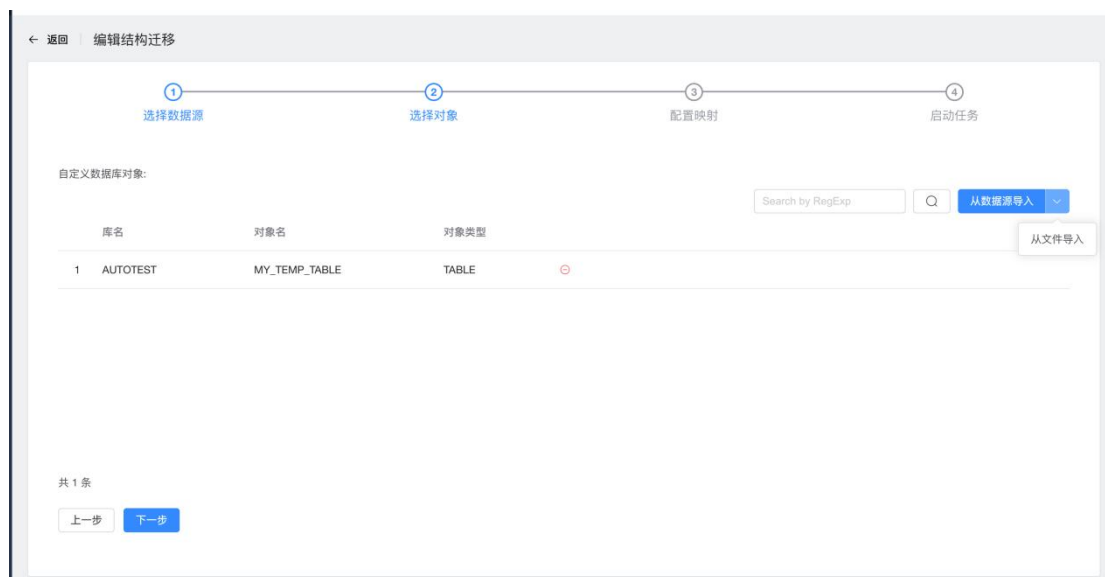 ← 返回 编辑结构迁移
1 2 3 4
选择数据源 选择对象 配置映射 启动任务
自定义数据库对象:
Search by RegExp 从数据源导入
从文件导入
库名 对象名 对象类型
1 AUTOTEST MY_TEMP_TABLE TABLE
共 1 条
上一步 下一步